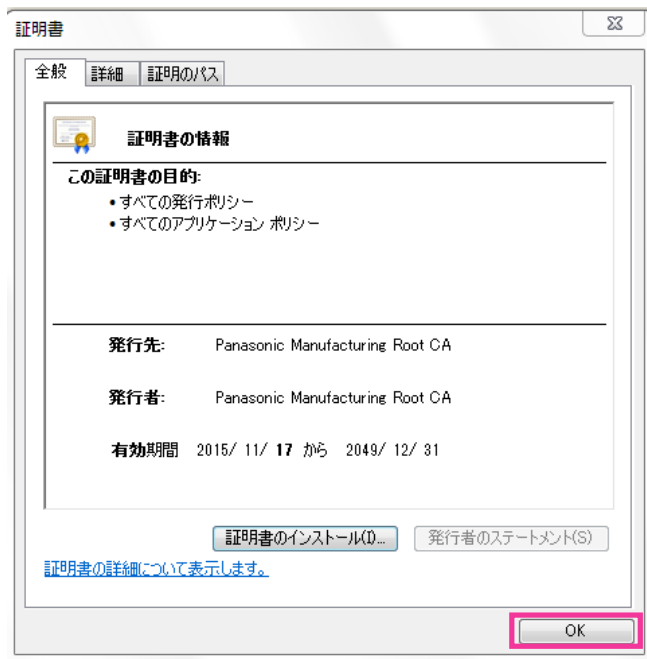 証明書
全般 詳細 証明のパス
証明書の情報
この証明書の目的:
• すべての発行ポリシー
• すべてのアプリケーション ポリシー
発行先: Panasonic Manufacturing Root CA
発行者: Panasonic Manufacturing Root CA
有効期間 2015/ 11/ 17 から 2049/ 12/ 31
証明書のインストール(I)... 発行者のステートメント(S)
証明書の詳細について表示します。
OK